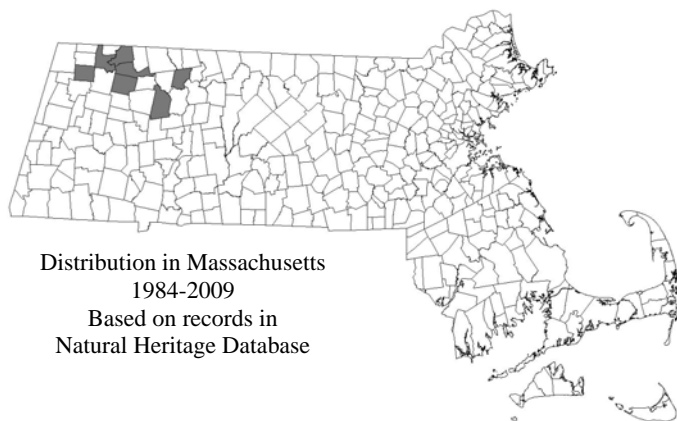 Distribution in Massachusetts
1984-2009
Based on records in
Natural Heritage Database